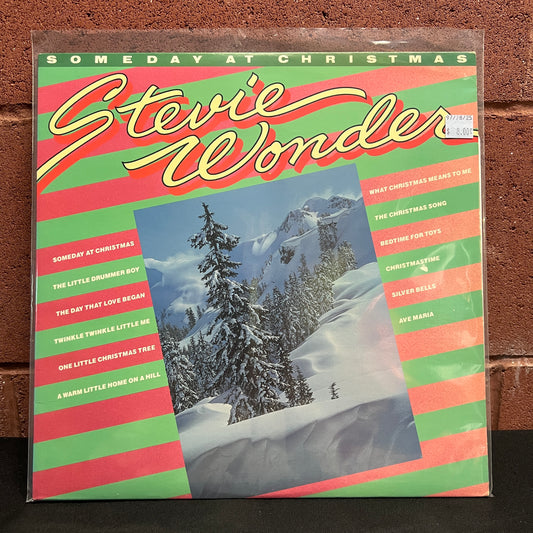 SOMEDAY AT CHRISTMAS
Stevie
Wonder
SOMEDAY AT CHRISTMAS
THE LITTLE DRUMMER BOY
THE DAY THAT LOVE BEGAN
TWINKLE TWINKLE LITTLE ME
ONE LITTLE CHRISTMAS TREE
A WARM LITTLE HOME ON A HILL
WHAT CHRISTMAS MEANS TO ME
THE CHRISTMAS SONG
BEDTIME FOR TOYS
CHRISTMASTIME
SILVER BELLS
AVE MARIA